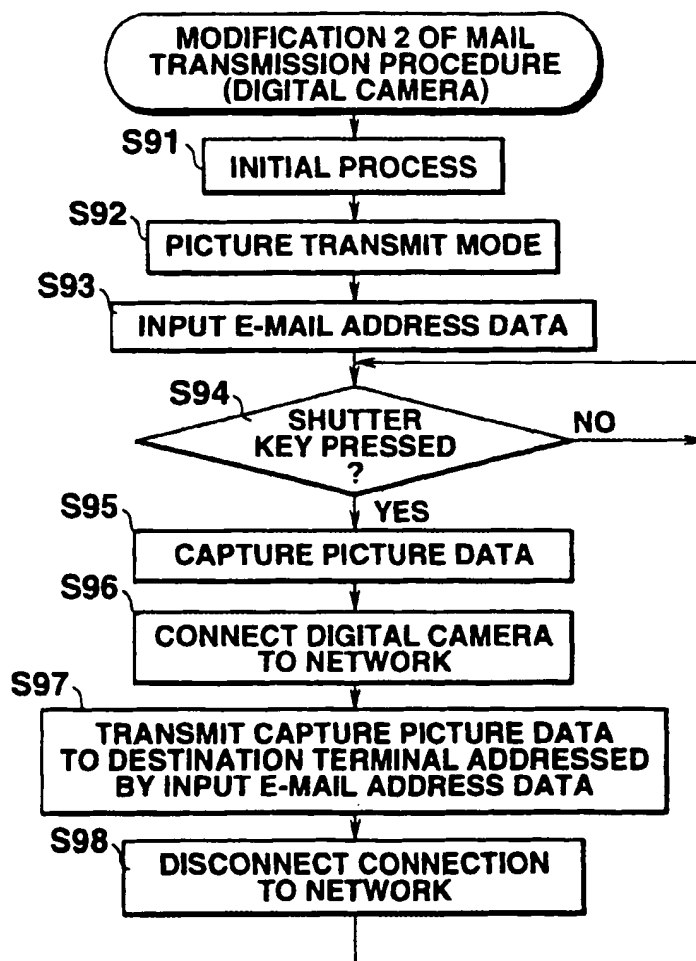 MODIFICATION 2 OF MAIL
TRANSMISSION PROCEDURE
(DIGITAL CAMERA)
S91
INITIAL PROCESS
S92
PICTURE TRANSMIT MODE
S93
INPUT E-MAIL ADDRESS DATA
S94
SHUTTER
KEY PRESSED
?
NO
YES
S95
CAPTURE PICTURE DATA
S96
CONNECT DIGITAL CAMERA
TO NETWORK
S97
TRANSMIT CAPTURE PICTURE DATA
TO DESTINATION TERMINAL ADDRESSED
BY INPUT E-MAIL ADDRESS DATA
S98
DISCONNECT CONNECTION
TO NETWORK